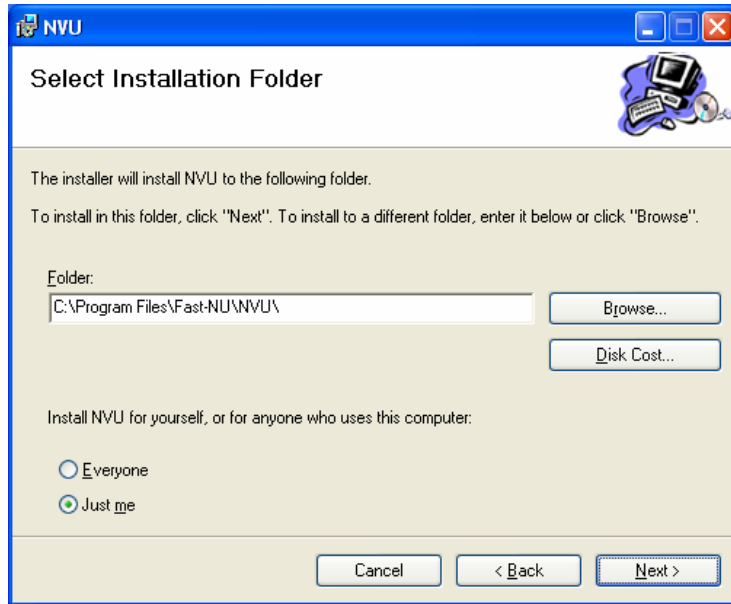 NVU
Select Installation Folder
The installer will install NVU to the following folder.
To install in this folder, click "Next". To install to a different folder, enter it below or click "Browse".
Folder:
C:\Program Files\Fast-NU\NVU\
Browse...
Disk Cost...
Install NVU for yourself, or for anyone who uses this computer:
Everyone
Just me
Cancel
< Back
Next >